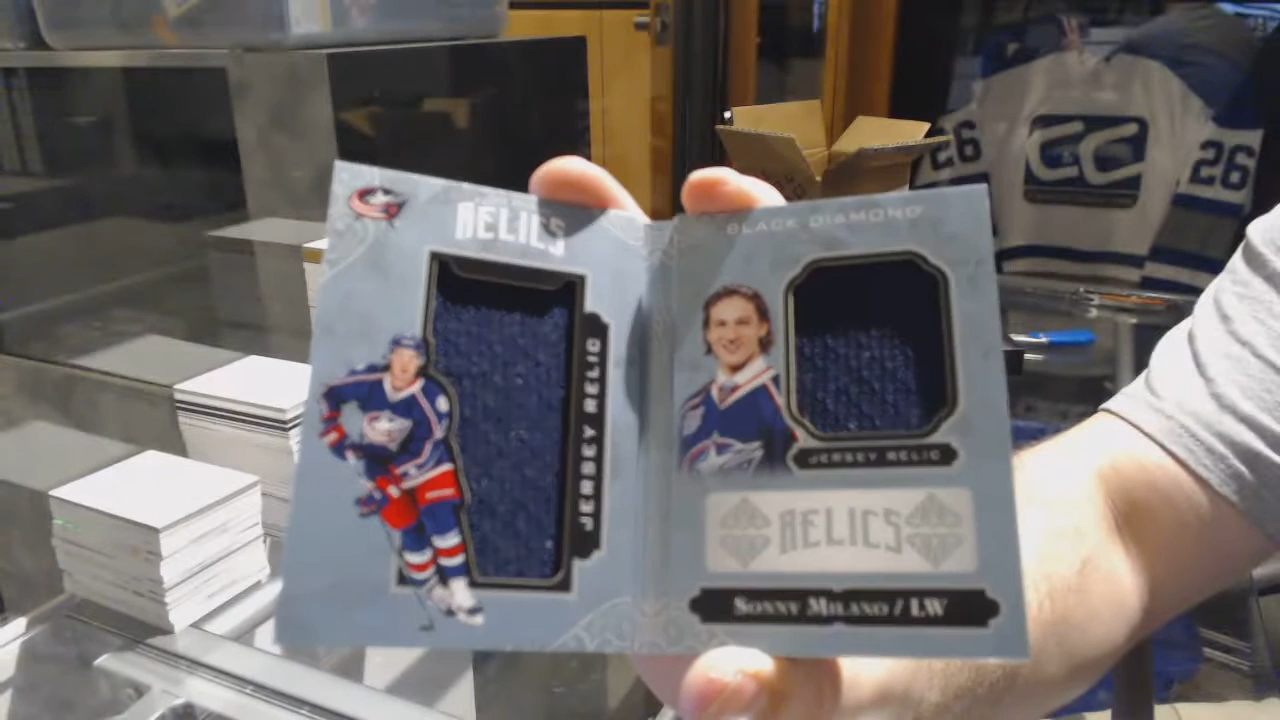 RELICS
JERSEY RELIC
BLACK DIAMOND
JERSEY RELIC
RELICS
SONNY MILANO / LW
26
CC
26